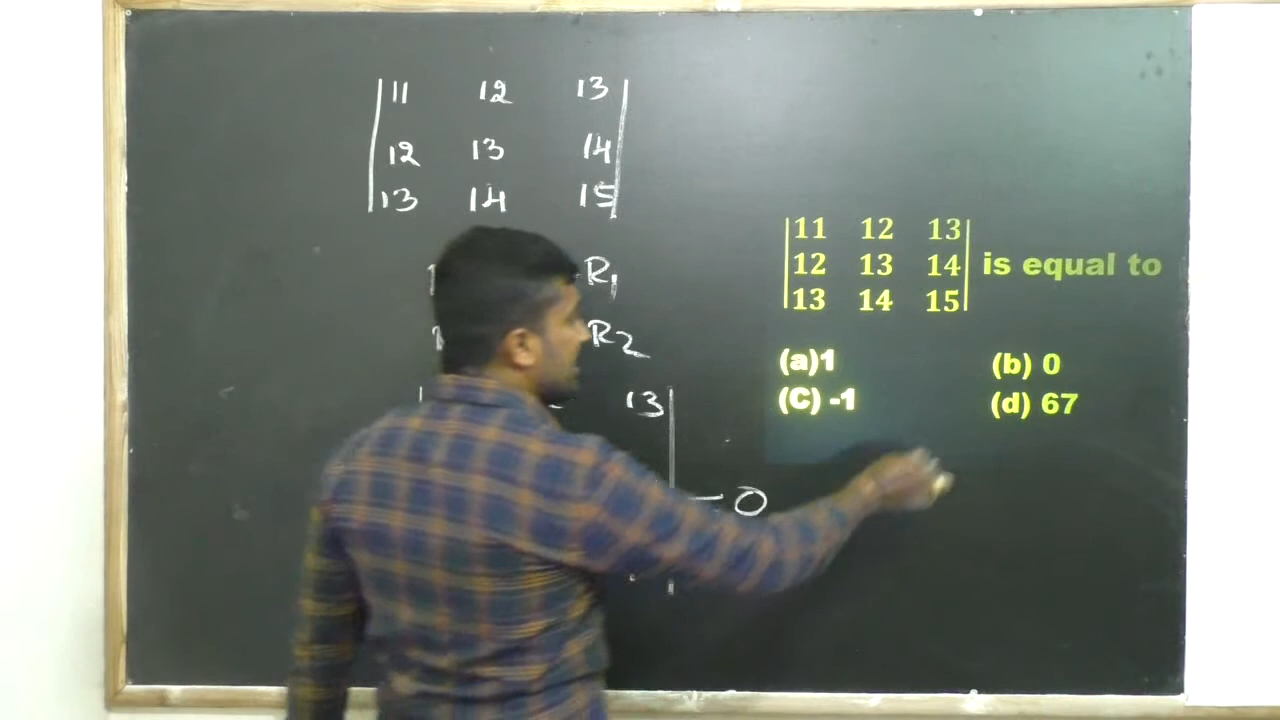 11 12 13
12 13 14
13 14 15
R₁
R₂
13
= 0
11 12 13
12 13 14 is equal to
13 14 15
(a)1 (b) 0
(C) -1 (d) 67